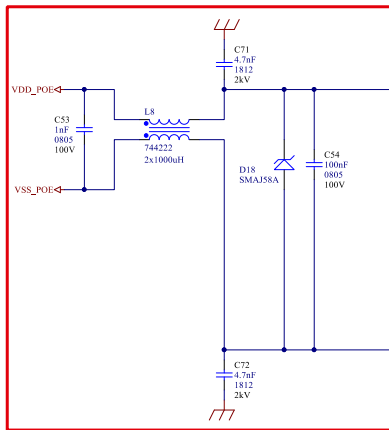 C71
4.7nF
1812
2kV
VDD_POE
C53
1nF
0805
100V
L8
744222
2x1000uH
VSS_POE
D18
SMAJ58A
C54
100nF
0805
100V
C72
4.7nF
1812
2kV